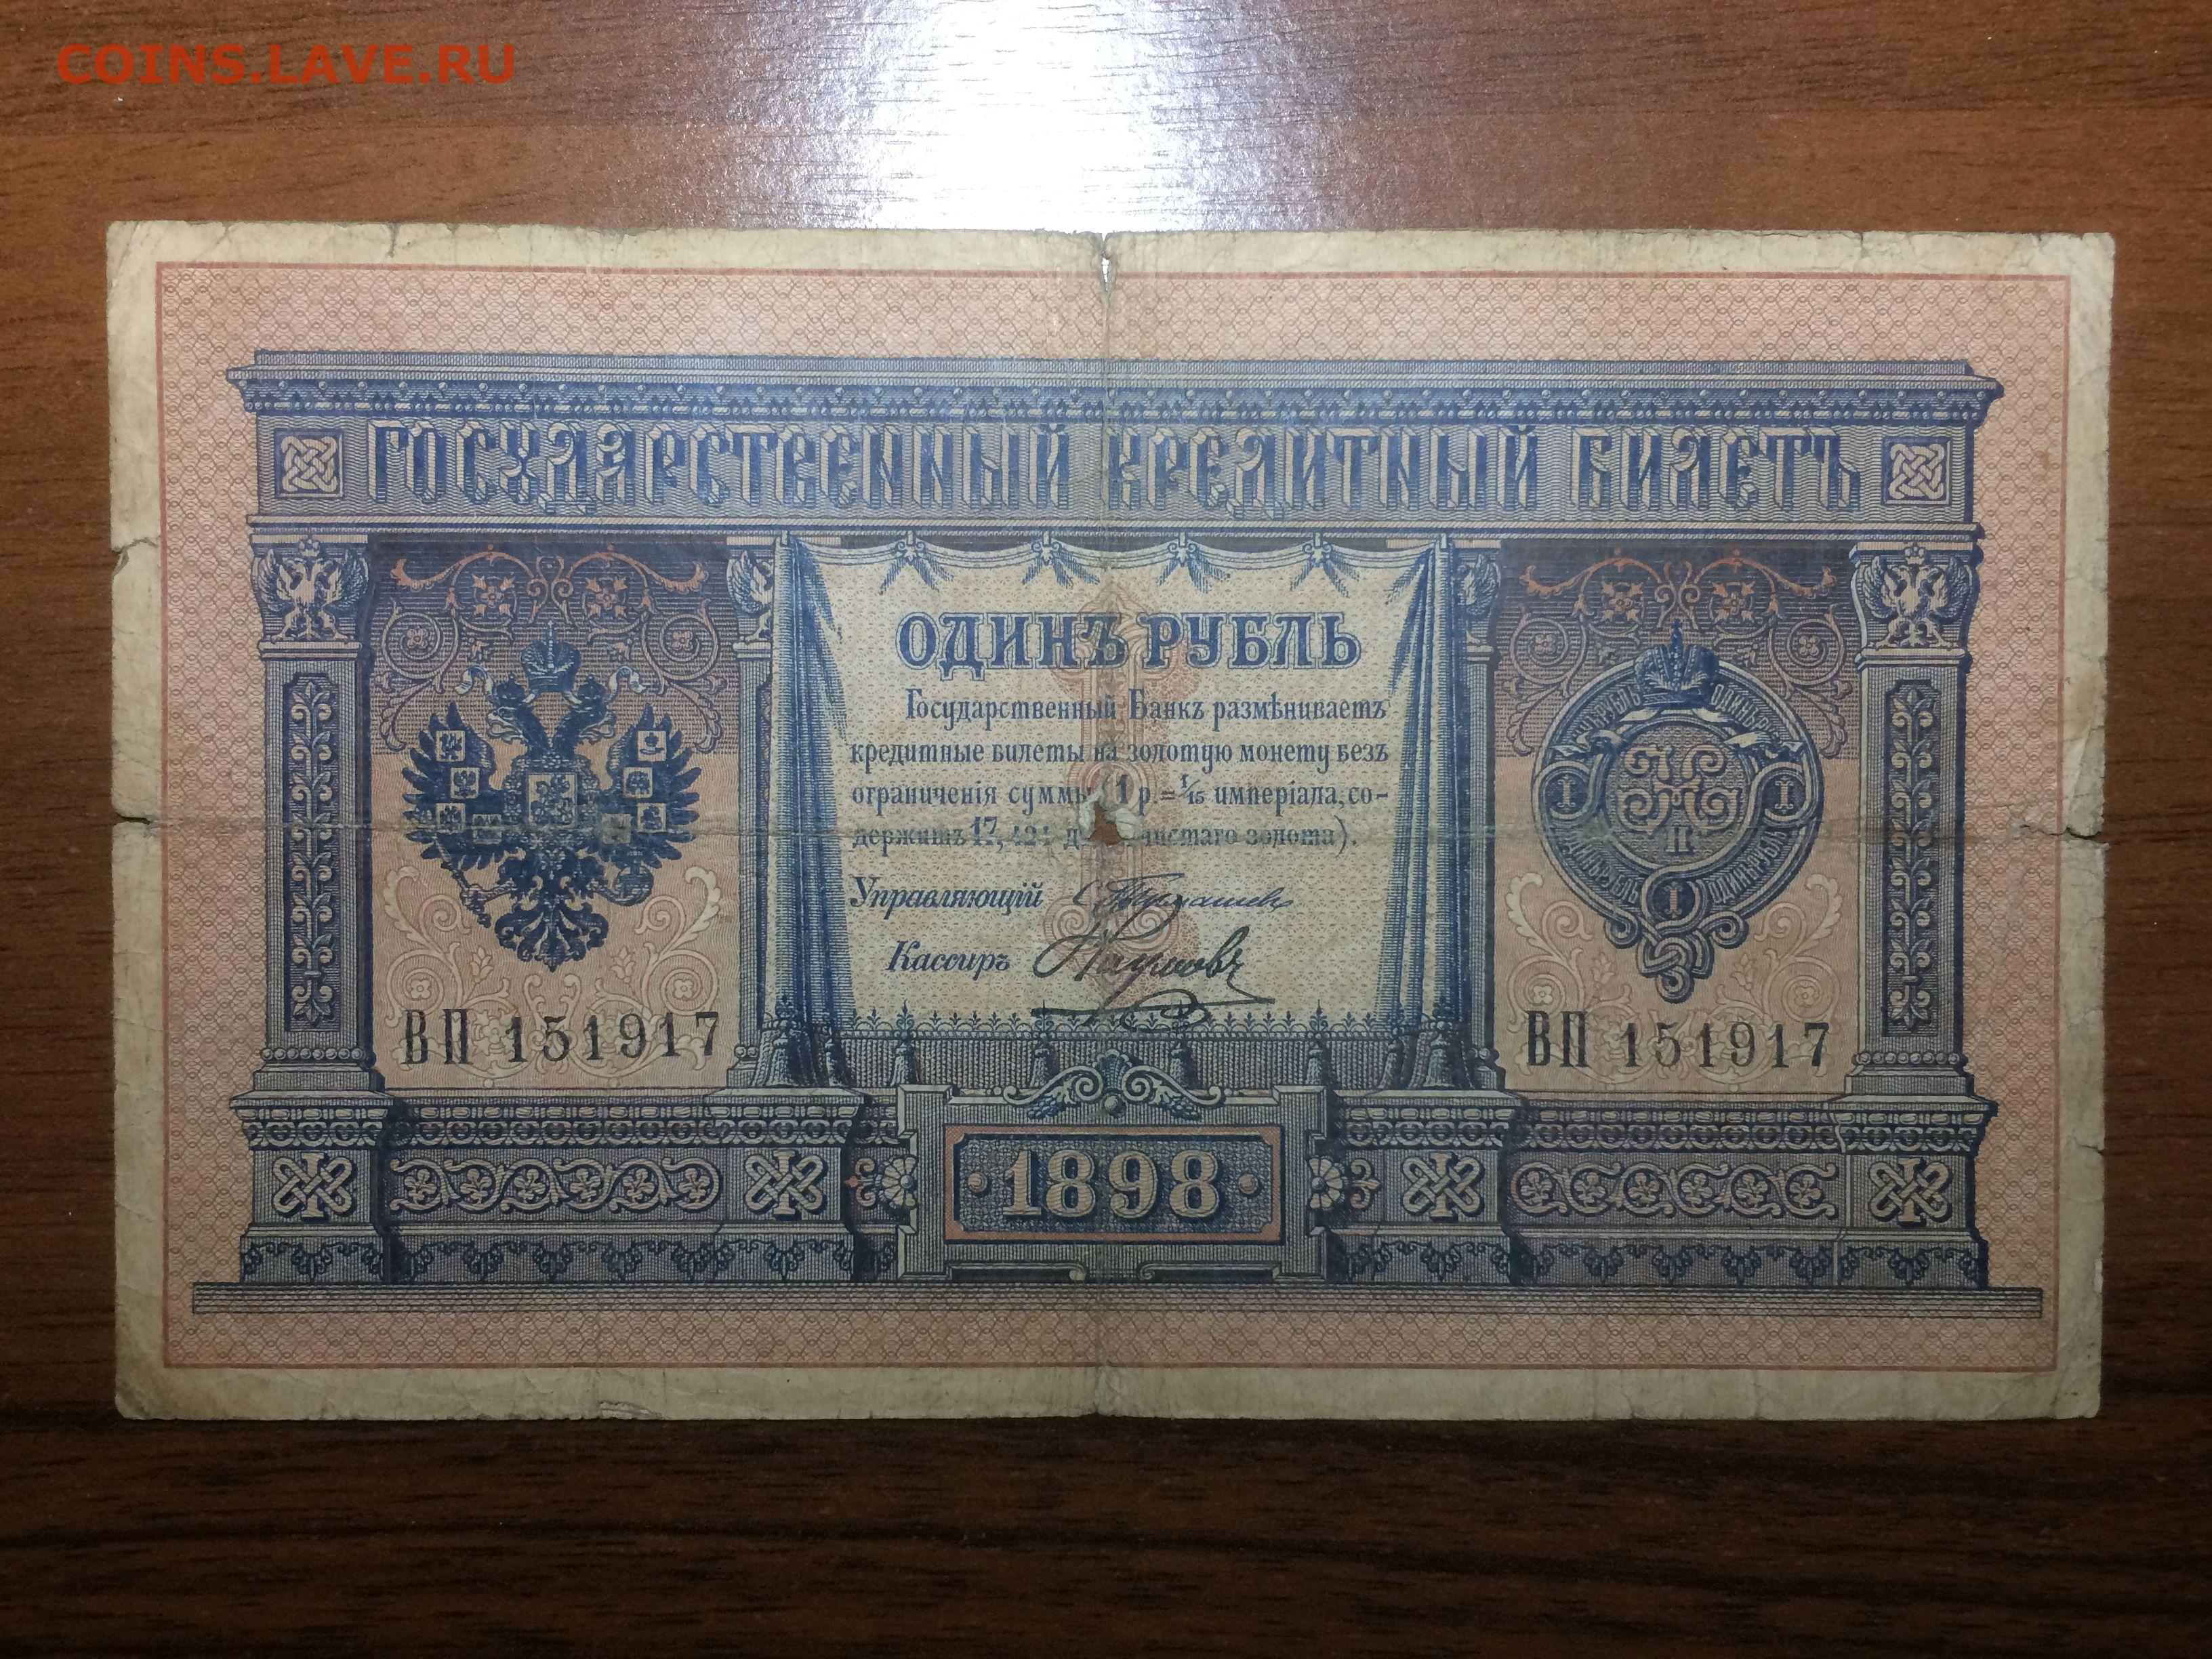 COINS.LAVE.RU
ГОСУДАРСТВЕННЫЙ КРЕДИТНЫЙ БИЛЕТЪ
ОДИНЪ РУБЛЬ
Государственный Банкъ размѣниваетъ
кредитные билеты на золотую монету безъ
ограниченія суммы (1 р. = 1/15 имперіала, со-
держитъ 17, 424 чистаго золота).
Управляющій
Кассиръ
ВП 151917
ВП 151917
1898